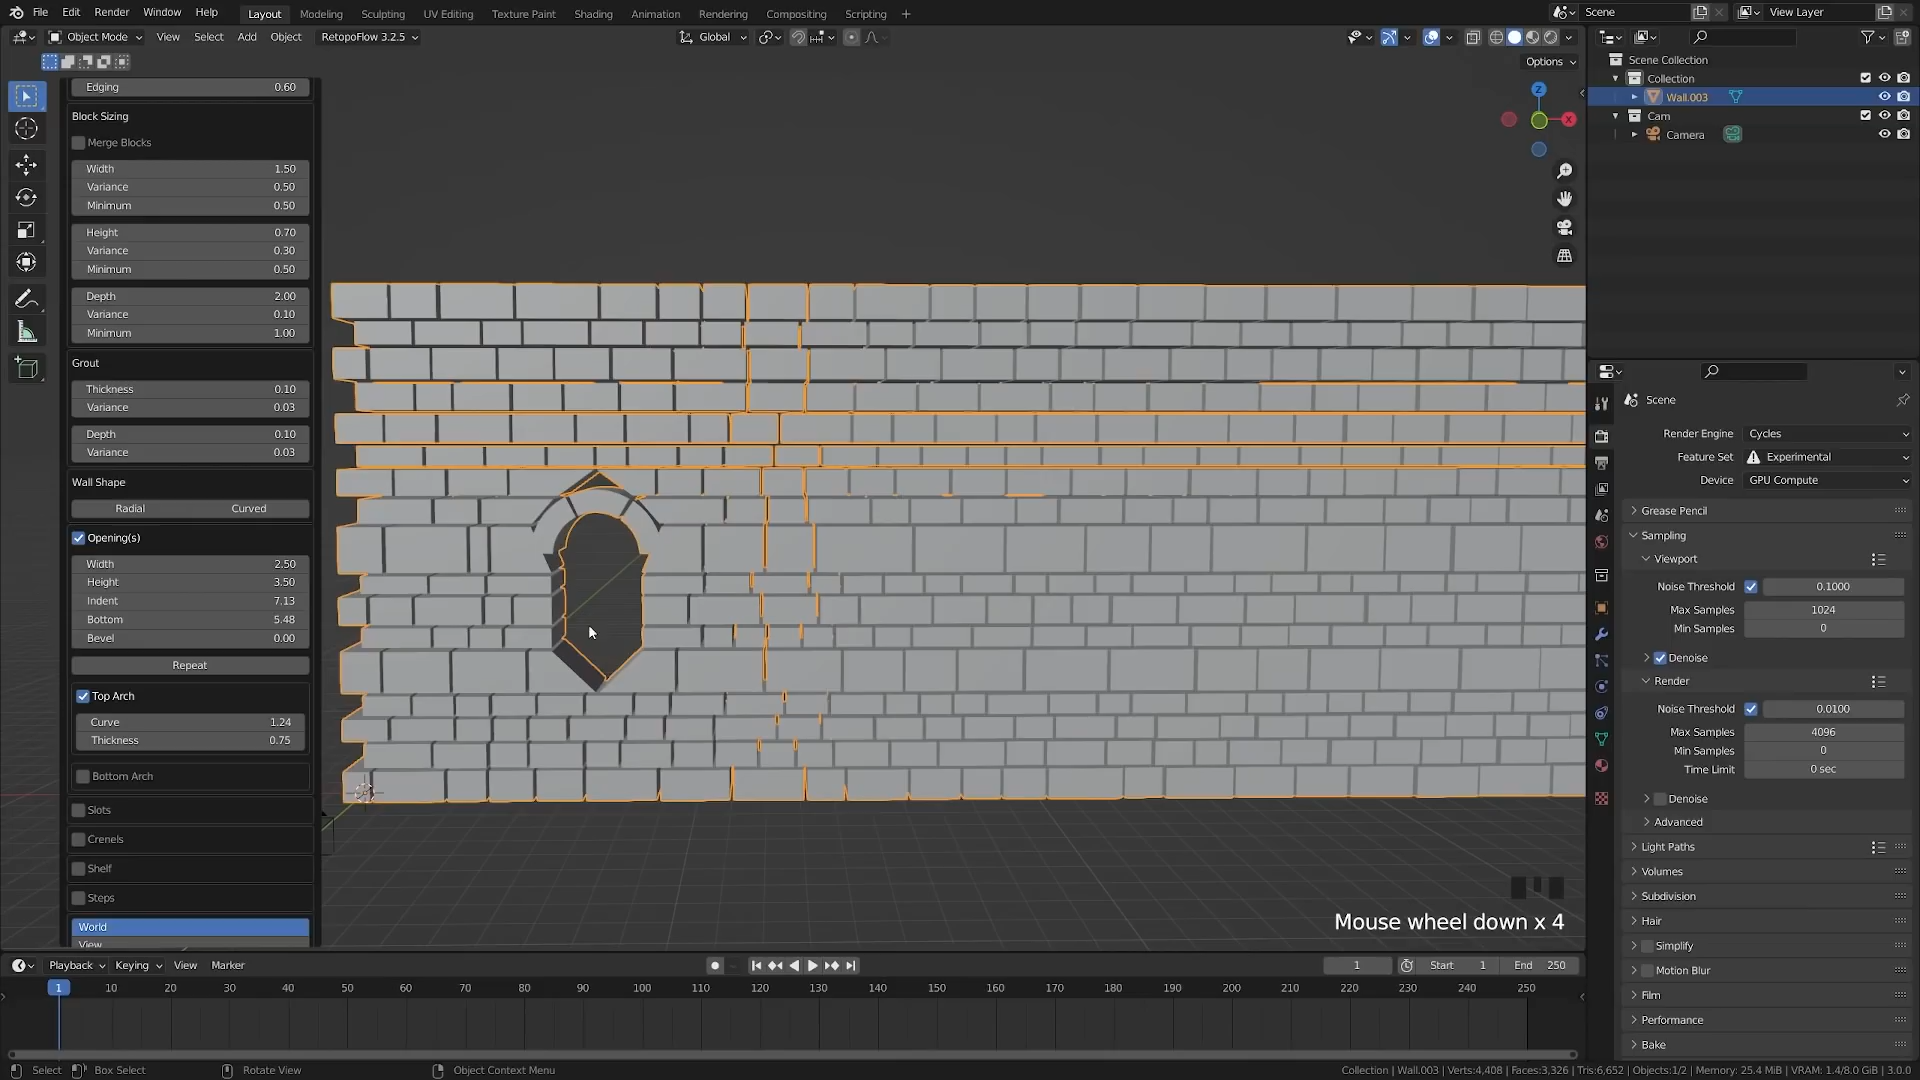 File Edit Render Window Help Layout Modeling Sculpting UV Editing Texture Paint Shading Animation Rendering Compositing Scripting + Scene View Layer
Object Mode View Select Add Object RetopoFlow 3.2.5 Global
Options
Edging 0.60
Block Sizing
Merge Blocks
Width 1.50
Variance 0.50
Minimum 0.50
Height 0.70
Variance 0.30
Minimum 0.50
Depth 2.00
Variance 0.10
Minimum 1.00
Grout
Thickness 0.10
Variance 0.03
Depth 0.10
Variance 0.03
Wall Shape
Radial Curved
Opening(s)
Width 2.50
Height 3.50
Indent 7.13
Bottom 5.48
Bevel 0.00
Repeat
Top Arch
Curve 1.24
Thickness 0.75
Bottom Arch
Slots
Crenels
Shelf
Steps
World
View
Z
X
Mouse wheel down x 4
Scene Collection
Collection
Wall.003
Cam
Camera
Scene
Render Engine Cycles
Feature Set Experimental
Device GPU Compute
Grease Pencil
Sampling
Viewport
Noise Threshold 0.1000
Max Samples 1024
Min Samples 0
Denoise
Render
Noise Threshold 0.0100
Max Samples 4096
Min Samples 0
Time Limit 0 sec
Denoise
Advanced
Light Paths
Volumes
Subdivision
Hair
Simplify
Motion Blur
Film
Performance
Bake
Playback Keying View Marker 1 Start 1 End 250
1 10 20 30 40 50 60 70 80 90 100 110 120 130 140 150 160 170 180 190 200 210 220 230 240 250
Select Box Select Rotate View Object Context Menu Collection | Wall.003 | Verts:4,408 | Faces:3,326 | Tris:6,652 | Objects:1/2 | Memory: 25.4 MiB | VRAM: 1.4/8.0 GiB | 3.0.0